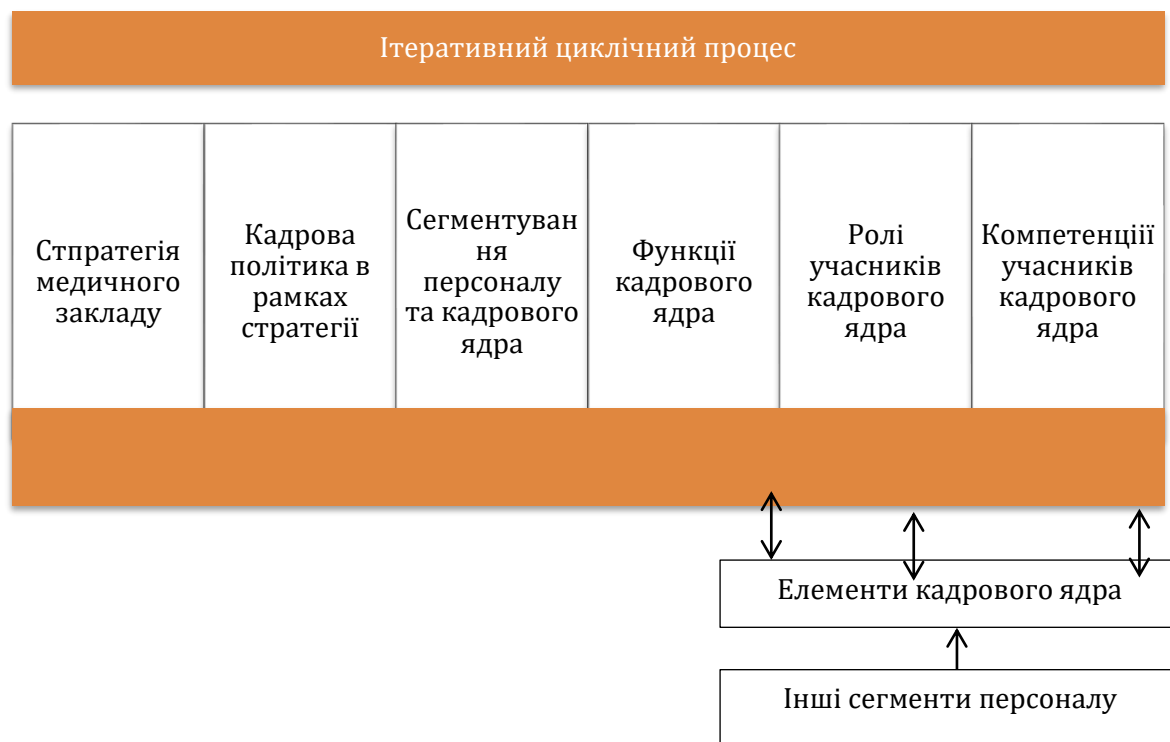 Ітеративний циклічний процес
Стпратегія
медичного
закладу
Кадрова
політика в
рамках
стратегії
Сегментуван
ня
персоналу
та кадрового
ядра
Функції
кадрового
ядра
Ролі
учасників
кадрового
ядра
Компетенціїї
учасників
кадрового
ядра
Елементи кадрового ядра
Інші сегменти персоналу